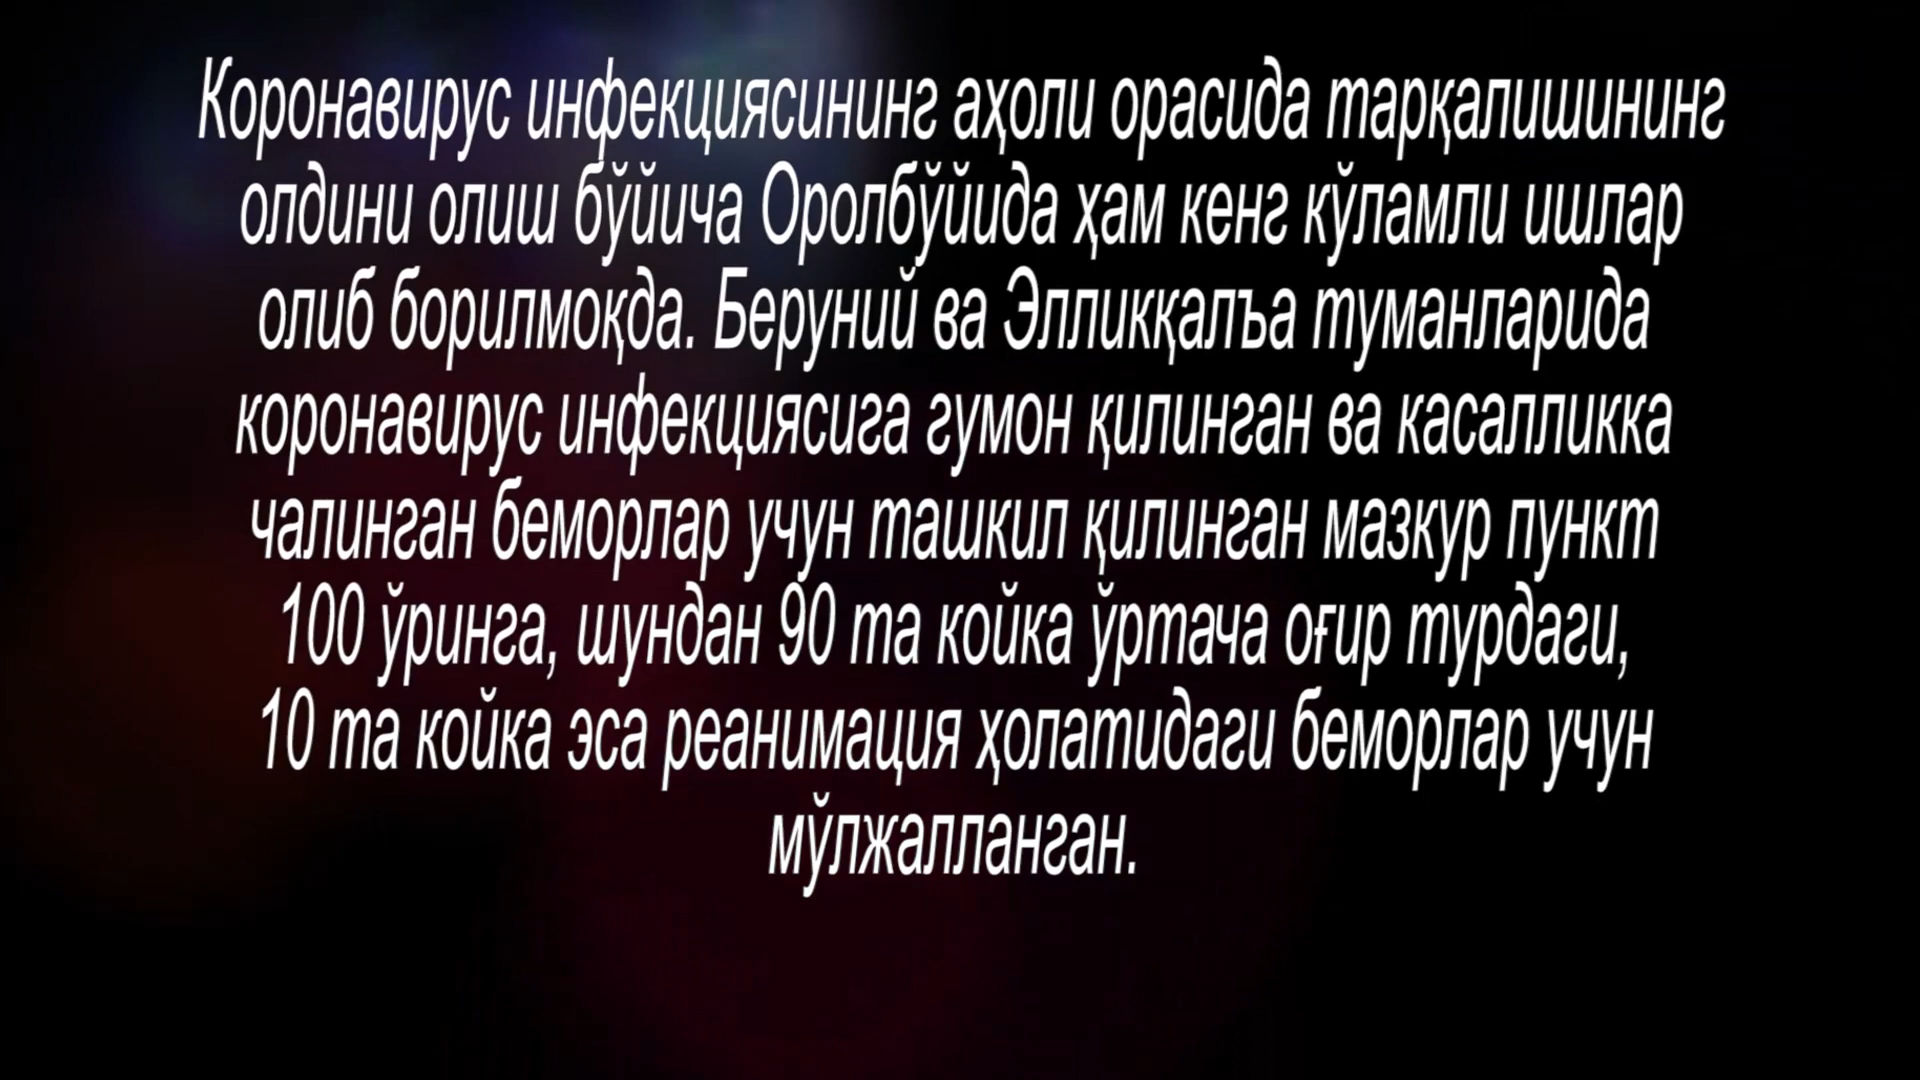 Коронавирус инфекциясининг аҳоли орасида тарқалишининг
олдини олиш бўйича Оролбўйида ҳам кенг кўламли ишлар
олиб борилмоқда. Беруний ва Элликқалъа туманларида
коронавирус инфекциясига гумон қилинган ва касалликка
чалинган беморлар учун ташкил қилинган мазкур пункт
100 ўринга, шундан 90 та койка ўртача оғир турдаги,
10 та койка эса реанимация ҳолатидаги беморлар учун
мўлжалланган.